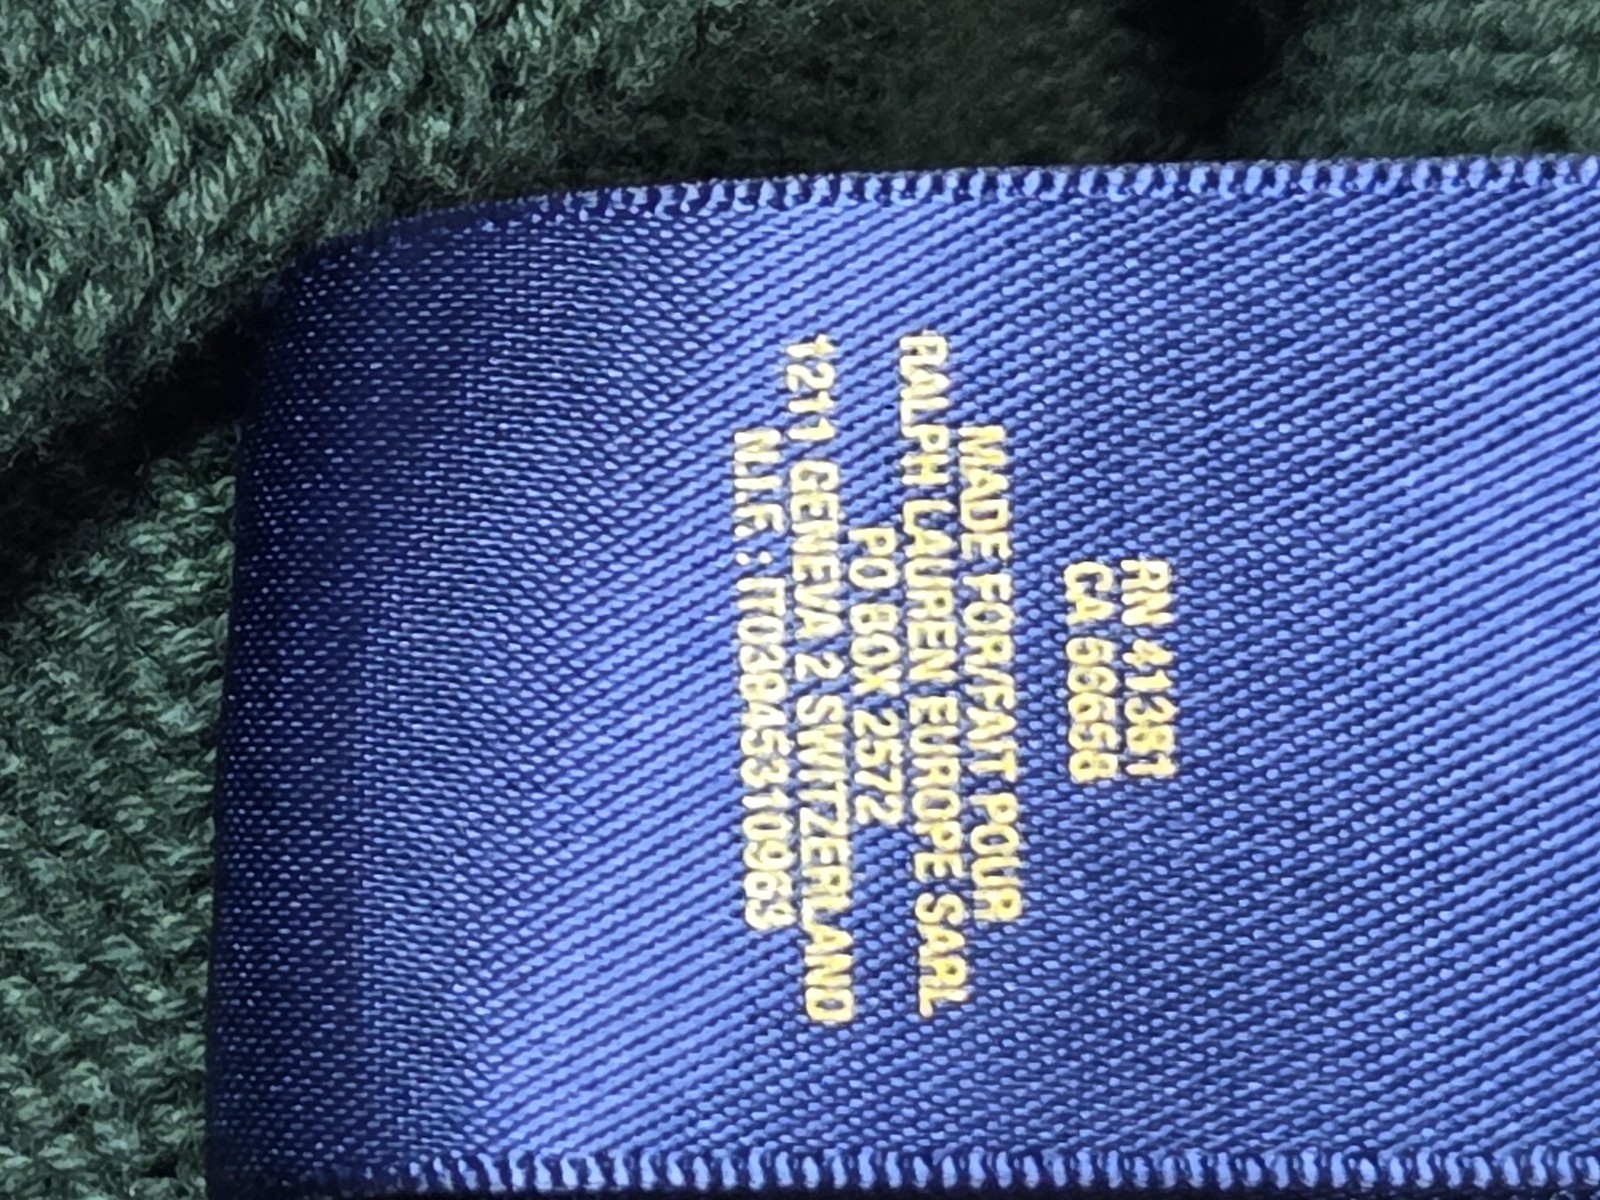 RN 41381
CA 56658
MADE FOR/FAIT POUR
RALPH LAUREN EUROPE SARL
PO BOX 2572
1211 GENEVA 2 SWITZERLAND
N.I.F. : IT03945310963